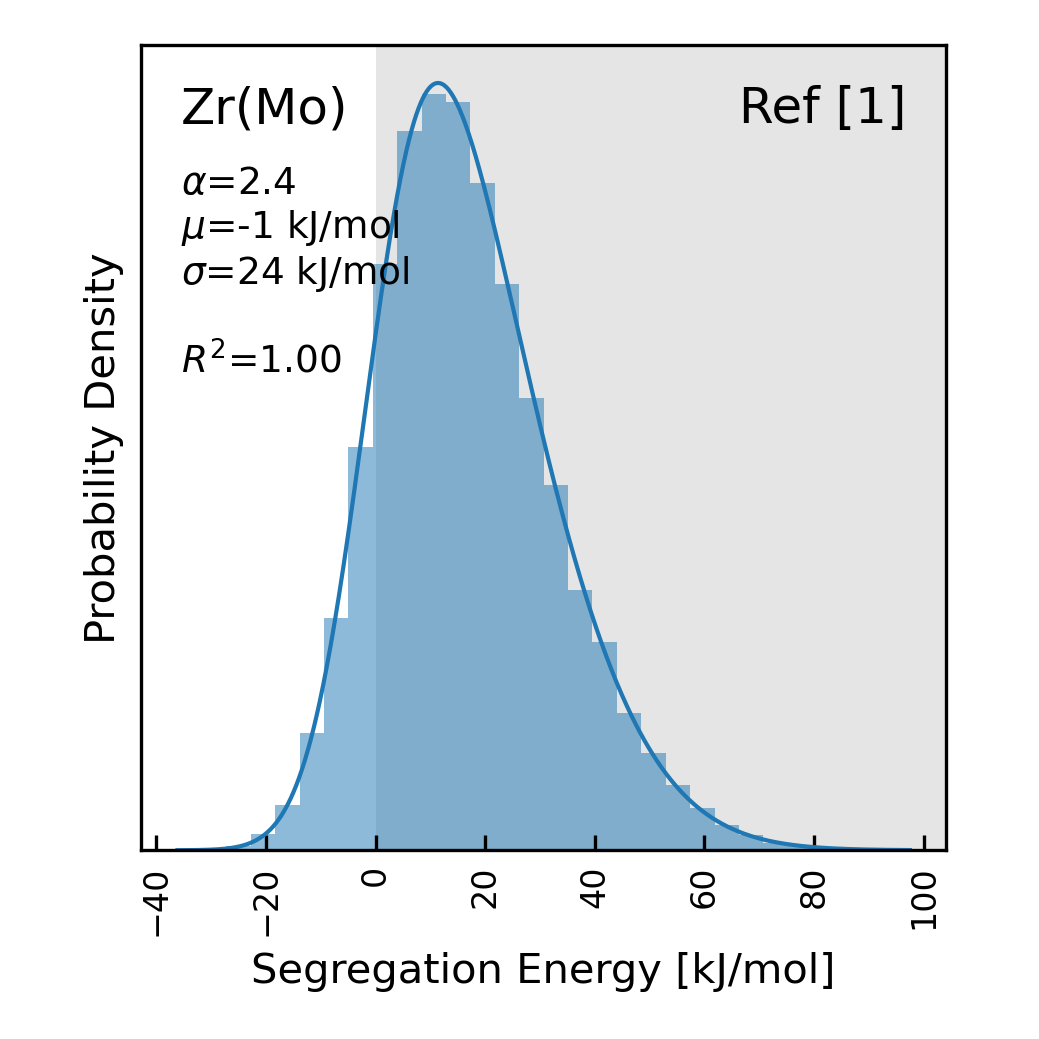 Zr(Mo)
Ref [1]
α=2.4
μ=-1 kJ/mol
σ=24 kJ/mol
R²=1.00
Probability Density
−40 −20 0 20 40 60 80 100
Segregation Energy [kJ/mol]